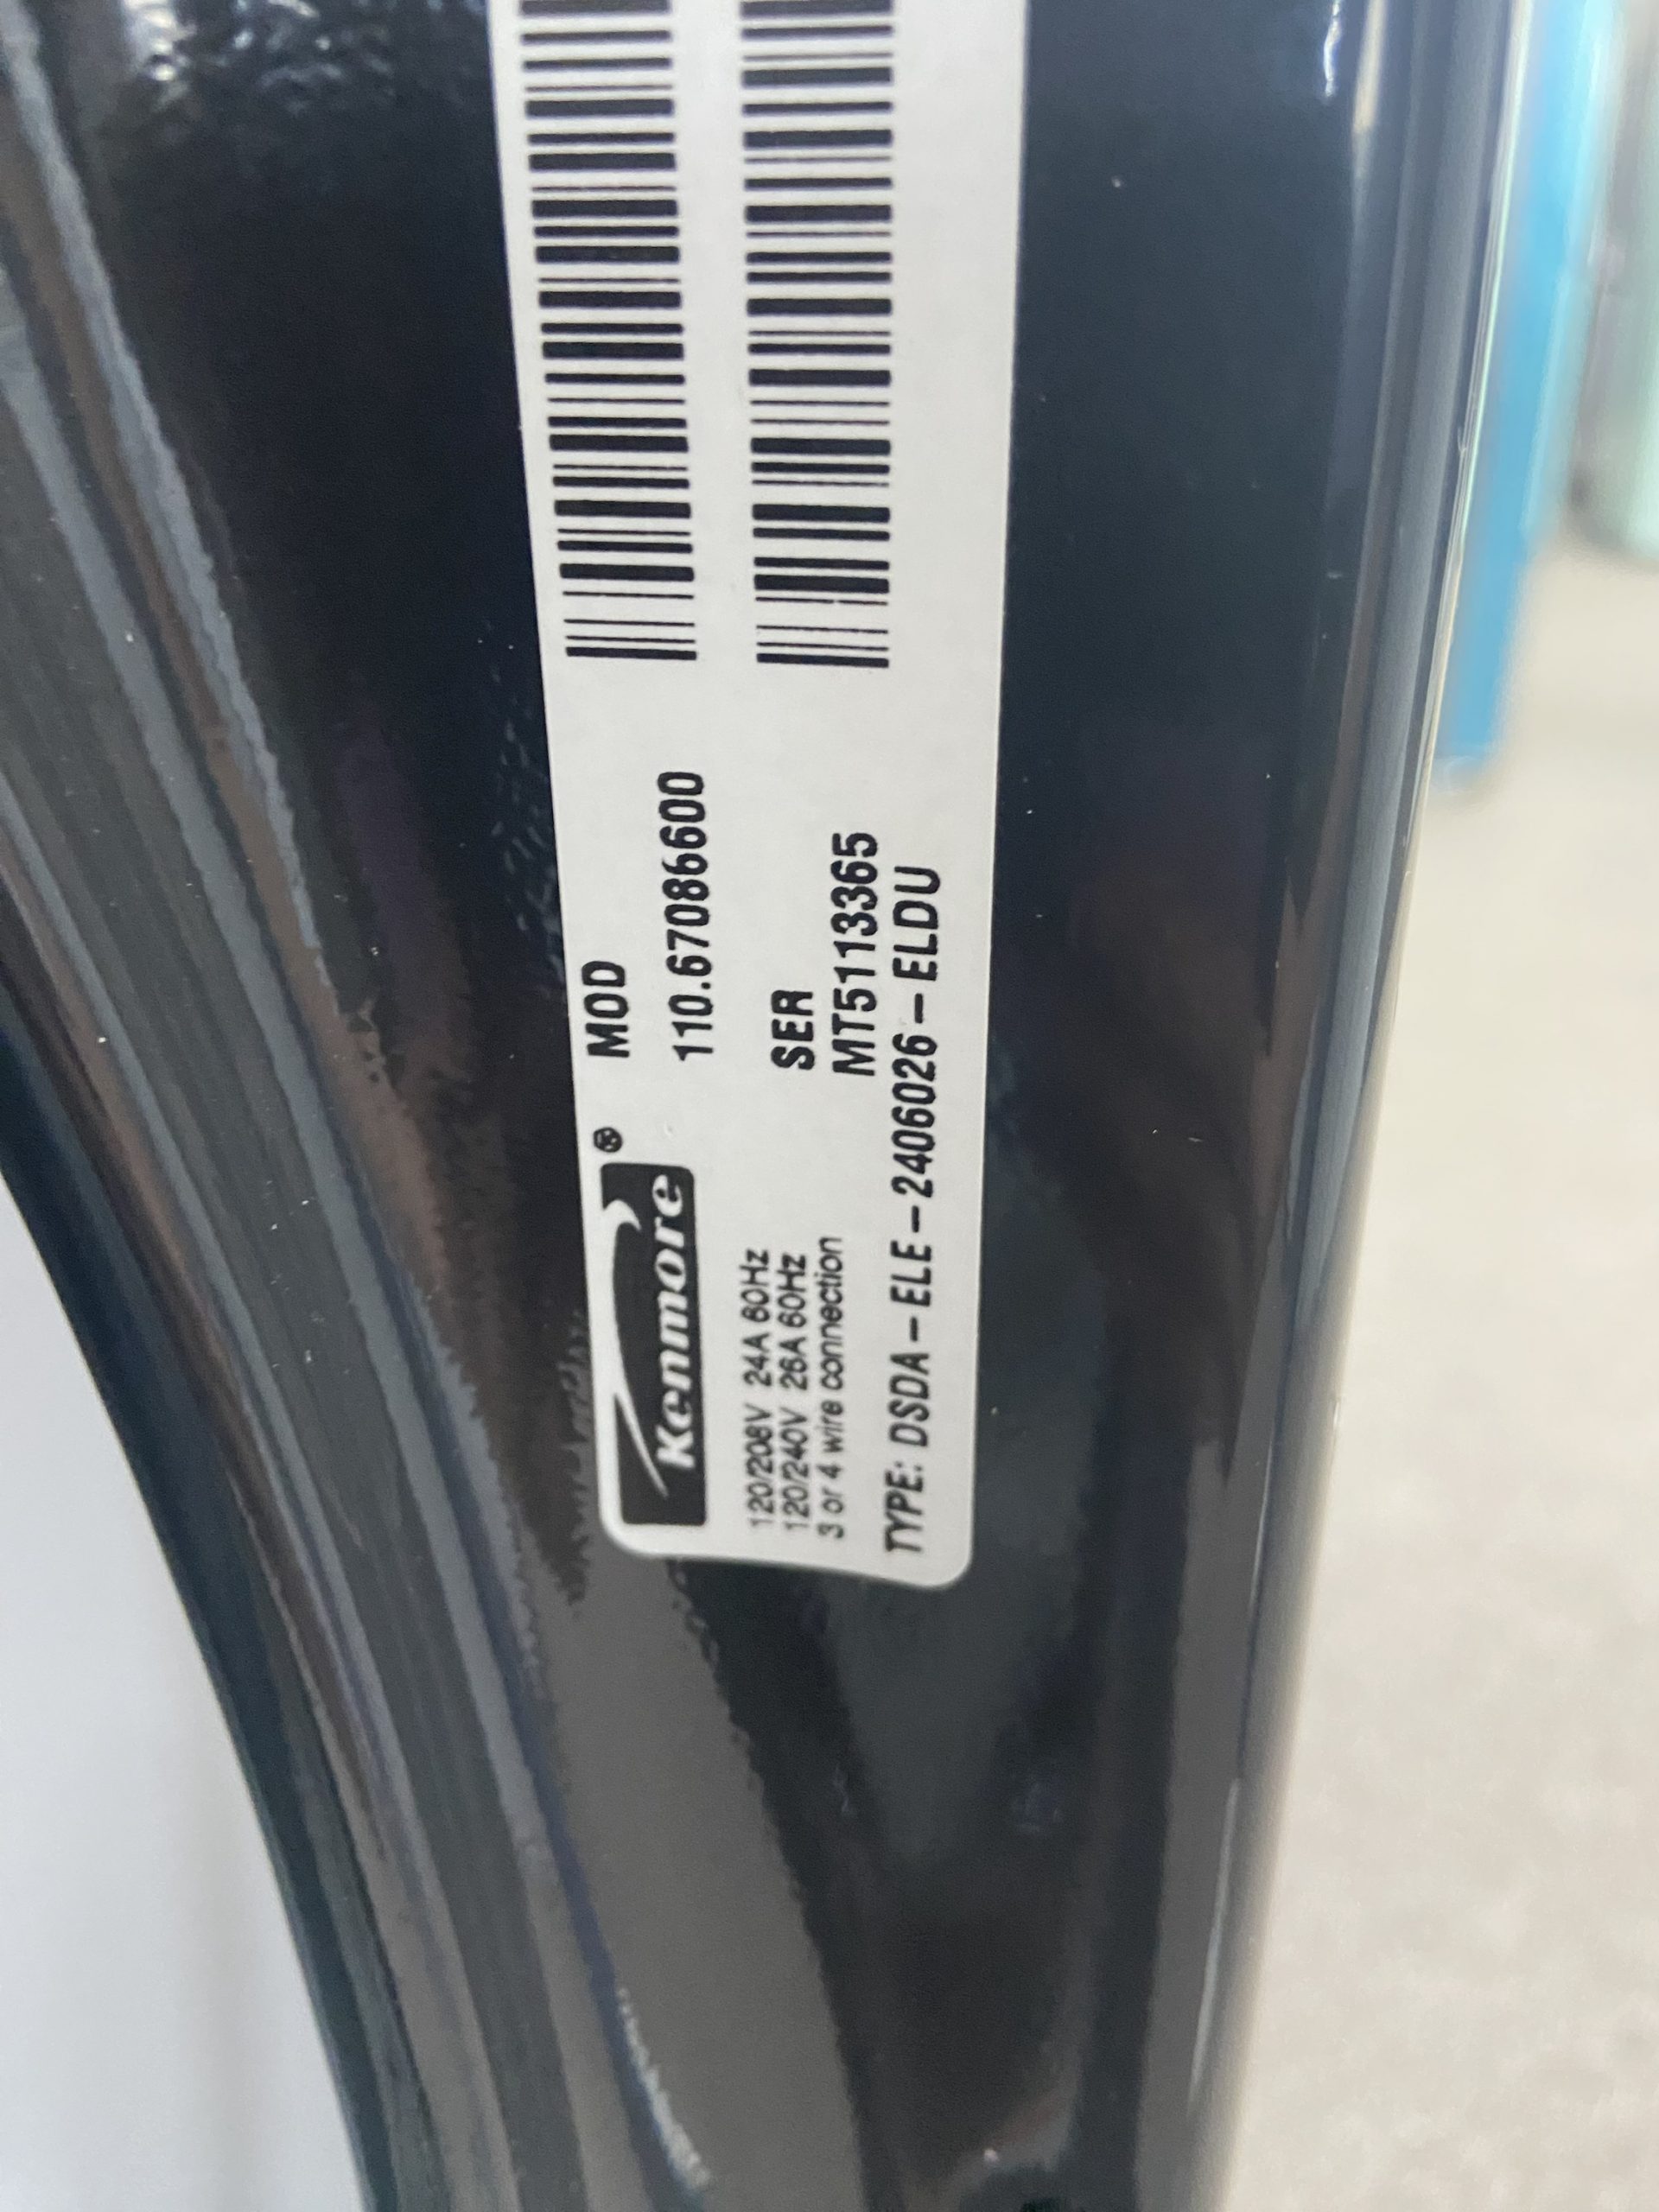 Kenmore®
120/208V 24A 60Hz
120/240V 26A 60Hz
3 or 4 wire connection
MOD
110.67086600
SER
MT5113365
TYPE: DSDA-ELE-2406026-ELDU